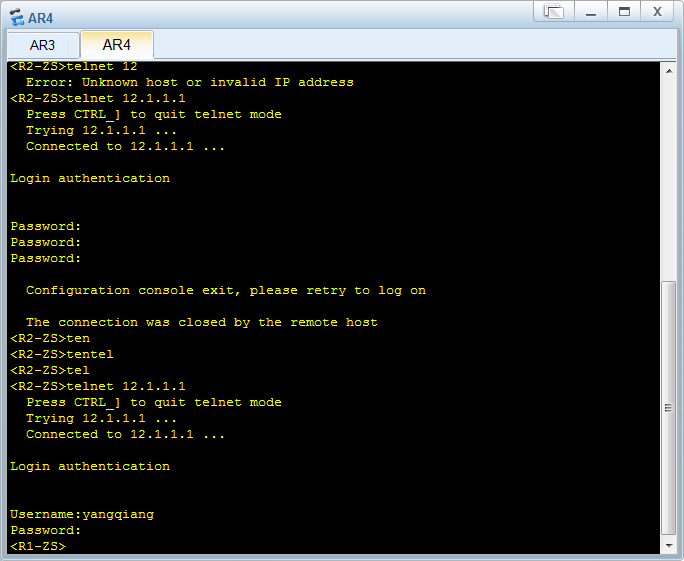 AR4
AR3 AR4
<R2-ZS>telnet 12
Error: Unknown host or invalid IP address
<R2-ZS>telnet 12.1.1.1
Press CTRL_] to quit telnet mode
Trying 12.1.1.1 ...
Connected to 12.1.1.1 ...
Login authentication
Password:
Password:
Password:
Configuration console exit, please retry to log on
The connection was closed by the remote host
<R2-ZS>ten
<R2-ZS>tentel
<R2-ZS>tel
<R2-ZS>telnet 12.1.1.1
Press CTRL_] to quit telnet mode
Trying 12.1.1.1 ...
Connected to 12.1.1.1 ...
Login authentication
Username:yangqiang
Password:
<R1-ZS>